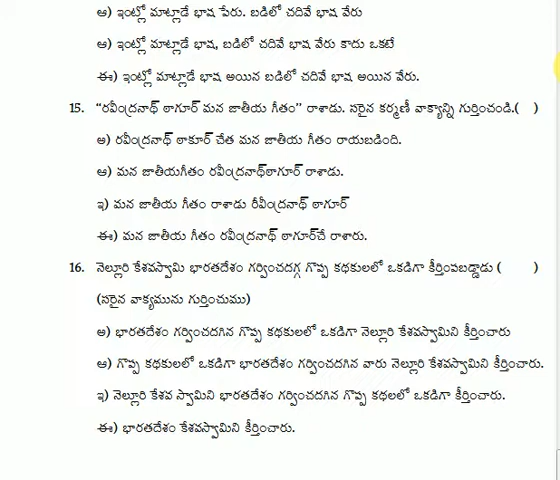 అ) ఇంట్లో మాట్లాడే భాష పేరు. బడిలో చదివే భాష వేరు
ఆ) ఇంట్లో మాట్లాడే భాష, బడిలో చదివే భాష వేరు కాదు ఒకటే
ఈ) ఇంట్లో మాట్లాడే భాష అయిన బడిలో చదివే భాష అయిన వేరు.
15. "రవీంద్రనాథ్ ఠాగూర్ మన జాతీయ గీతం" రాశాడు. సరైన కర్మణీ వాక్యాన్ని గుర్తించండి.( )
అ) రవీంద్రనాథ్ ఠాకూర్ చేత మన జాతీయ గీతం రాయబడింది.
ఆ) మన జాతీయగీతం రవీంద్రనాథ్‌ఠాగూర్ రాశాడు.
ఇ) మన జాతీయ గీతం రాశాడు రీవీంద్రనాథ్ ఠాగూర్
ఈ) మన జాతీయ గీతం రవీంద్రనాథ్ ఠాగూర్‌చే రాశారు.
16. నెల్లూరి కేశవస్వామి భారతదేశం గర్వించదగ్గ గొప్ప కథకులలో ఒకడిగా కీర్తింపబడ్డాడు ( )
(సరైన వాక్యమును గుర్తించుము)
అ) భారతదేశం గర్వించదగిన గొప్ప కథకులలో ఒకడిగా నెల్లూరి కేశవస్వామిని కీర్తించారు
ఆ) గొప్ప కథకులలో ఒకడిగా భారతదేశం గర్వించదగిన వారు నెల్లూరి కేశవస్వామిని కీర్తించారు.
ఇ) నెల్లూరి కేశవ స్వామిని భారతదేశం గర్వించదగిన గొప్ప కథలలో ఒకడిగా కీర్తించారు.
ఈ) భారతదేశం కేశవస్వామిని కీర్తించారు.